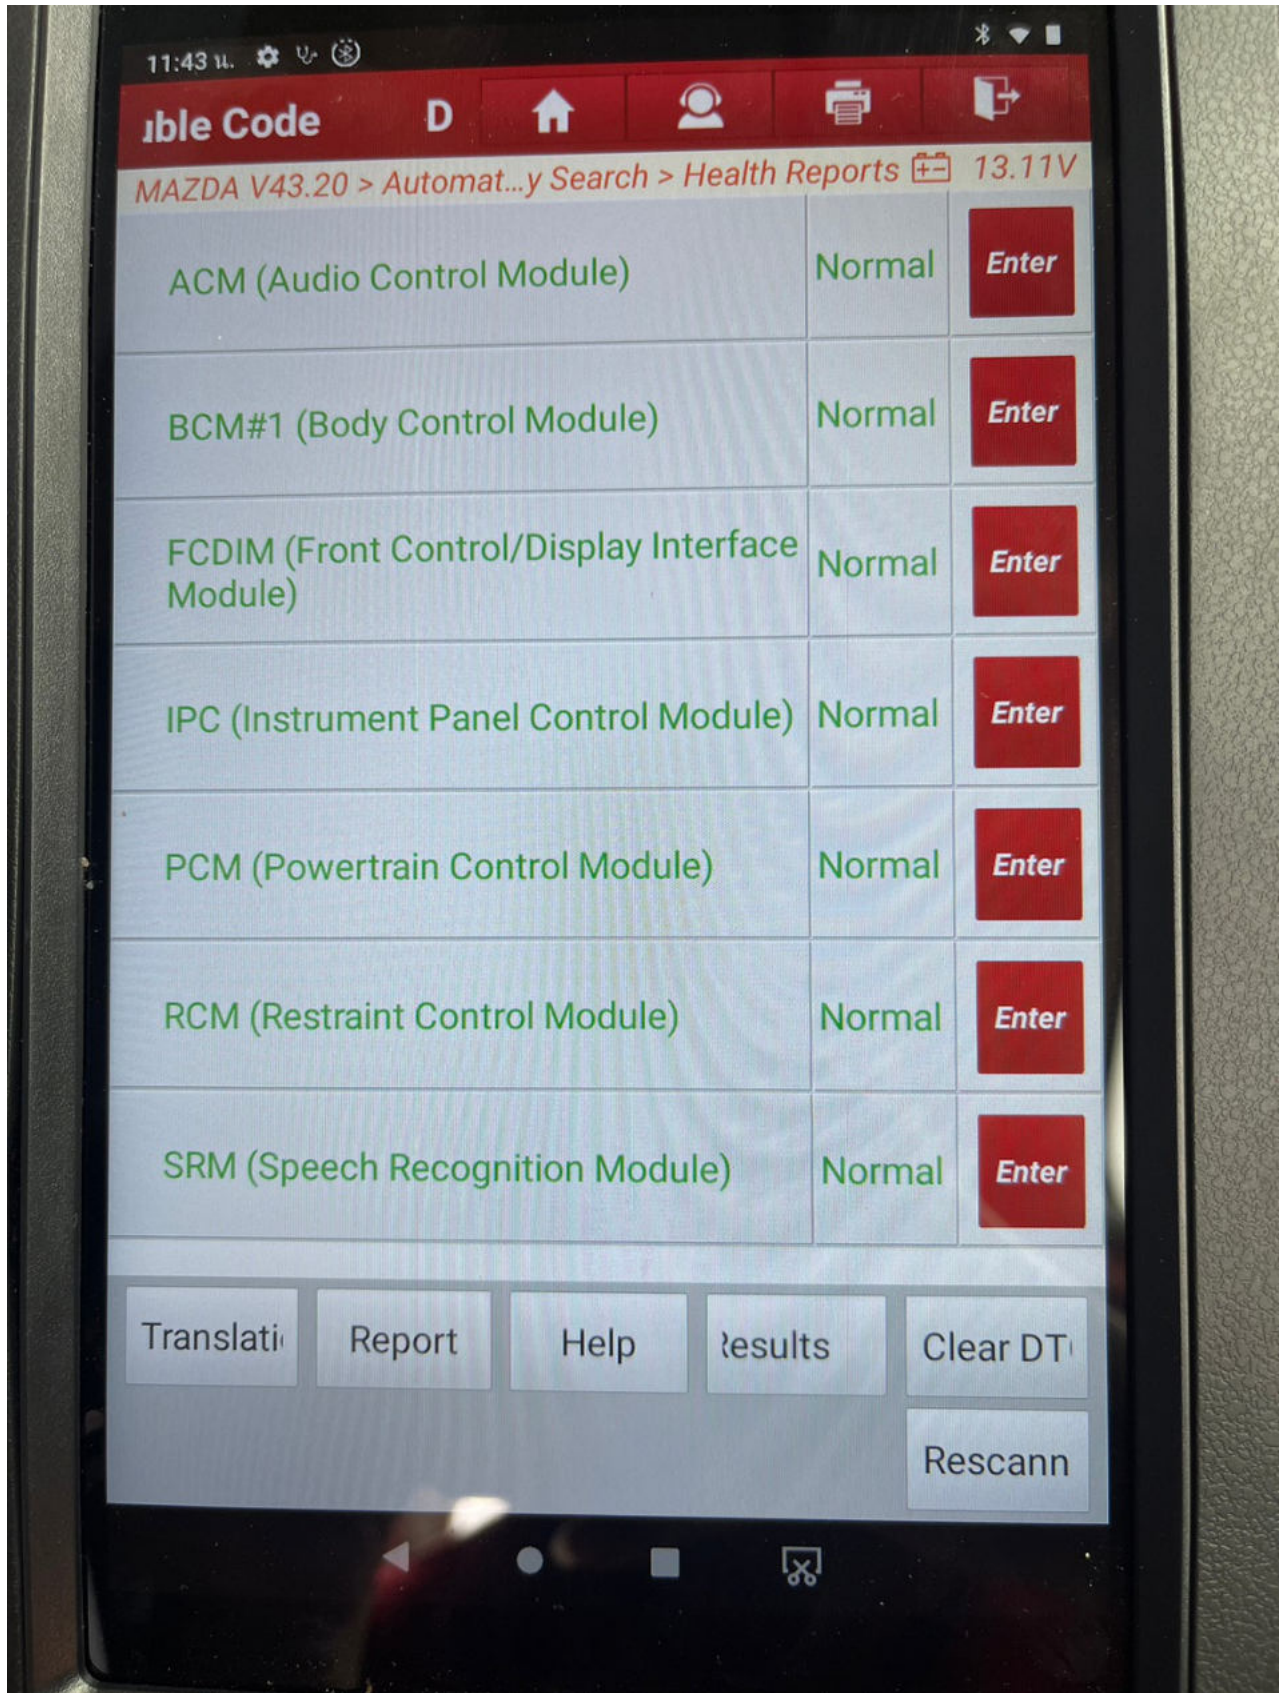 11:43 น.
ıble Code D
MAZDA V43.20 > Automat...y Search > Health Reports 13.11V
ACM (Audio Control Module) Normal Enter
BCM#1 (Body Control Module) Normal Enter
FCDIM (Front Control/Display Interface
Module) Normal Enter
IPC (Instrument Panel Control Module) Normal Enter
PCM (Powertrain Control Module) Normal Enter
RCM (Restraint Control Module) Normal Enter
SRM (Speech Recognition Module) Normal Enter
Translati Report Help Results Clear DT
Rescann